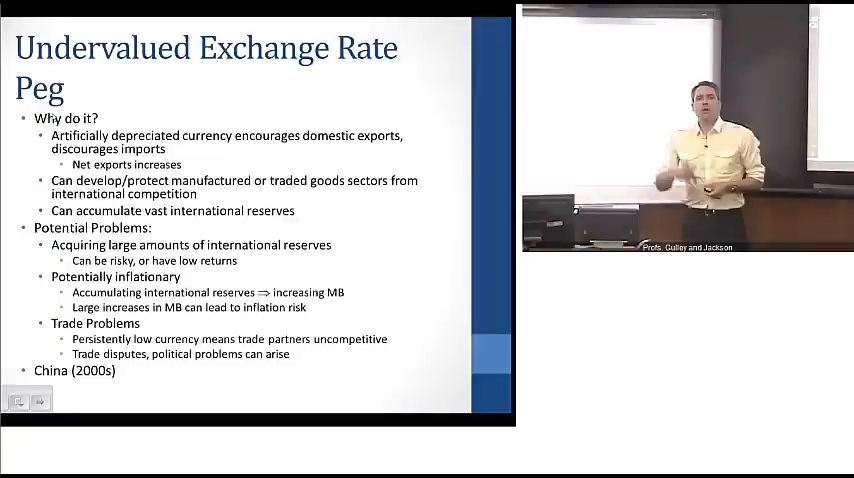 Undervalued Exchange Rate
Peg
• Why do it?
• Artificially depreciated currency encourages domestic exports,
discourages imports
• Net exports increases
• Can develop/protect manufactured or traded goods sectors from
international competition
• Can accumulate vast international reserves
• Potential Problems:
• Acquiring large amounts of international reserves
• Can be risky, or have low returns
• Potentially inflationary
• Accumulating international reserves ⇒ increasing MB
• Large increases in MB can lead to inflation risk
• Trade Problems
• Persistently low currency means trade partners uncompetitive
• Trade disputes, political problems can arise
• China (2000s)
Profs. Gulley and Jackson